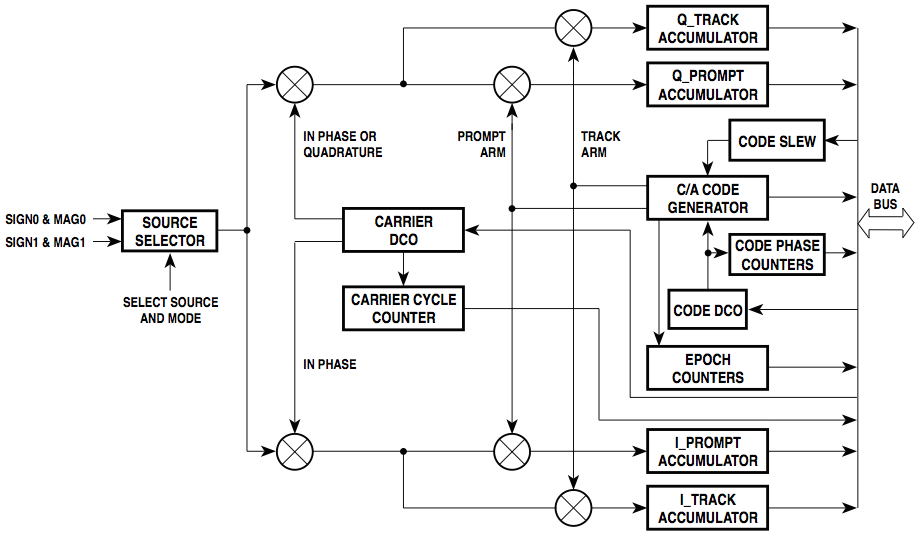 Q_TRACK
ACCUMULATOR
Q_PROMPT
ACCUMULATOR
IN PHASE OR
QUADRATURE
PROMPT
ARM
TRACK
ARM
CODE SLEW
C/A CODE
GENERATOR
DATA
BUS
SIGN0 & MAG0
SIGN1 & MAG1
SOURCE
SELECTOR
CARRIER
DCO
CODE PHASE
COUNTERS
SELECT SOURCE
AND MODE
CARRIER CYCLE
COUNTER
CODE DCO
IN PHASE
EPOCH
COUNTERS
I_PROMPT
ACCUMULATOR
I_TRACK
ACCUMULATOR